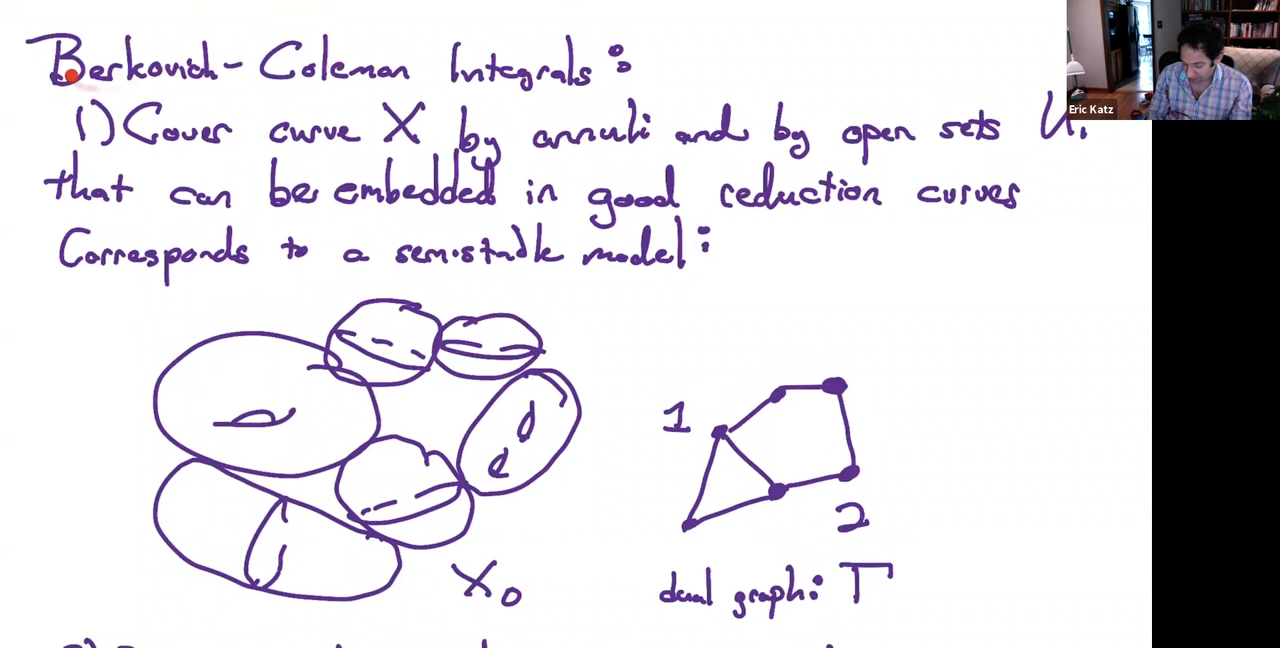 Berkovich-Coleman Integrals:
1) Cover curve X by annuli and by open sets Ui
that can be embedded in good reduction curves
Corresponds to a semistable model:
Eric Katz
1
2
X0
dual graph: Γ